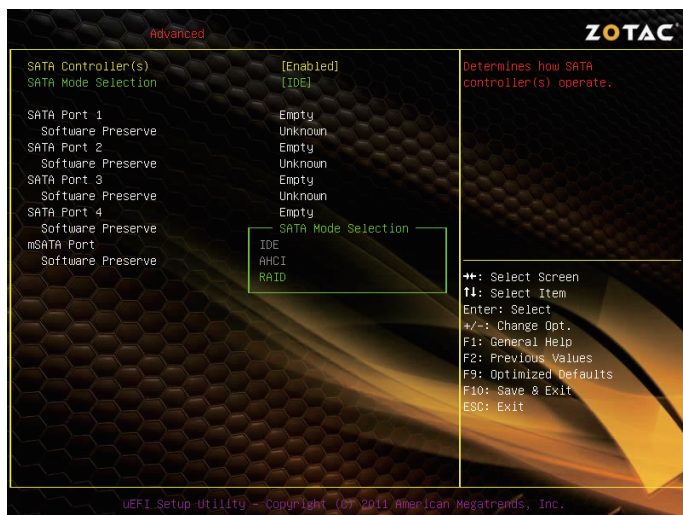 Advanced
ZOTAC
SATA Controller(s) [Enabled]
SATA Mode Selection [IDE]
SATA Port 1 Empty
Software Preserve Unknown
SATA Port 2 Empty
Software Preserve Unknown
SATA Port 3 Empty
Software Preserve Unknown
SATA Port 4 Empty
Software Preserve
mSATA Port
Software Preserve
SATA Mode Selection
IDE
AHCI
RAID
Determines how SATA
controller(s) operate.
→←: Select Screen
↑↓: Select Item
Enter: Select
+/-: Change Opt.
F1: General Help
F2: Previous Values
F9: Optimized Defaults
F10: Save & Exit
ESC: Exit
uEFI Setup Utility - Copyright (C) 2011 American Megatrends, Inc.